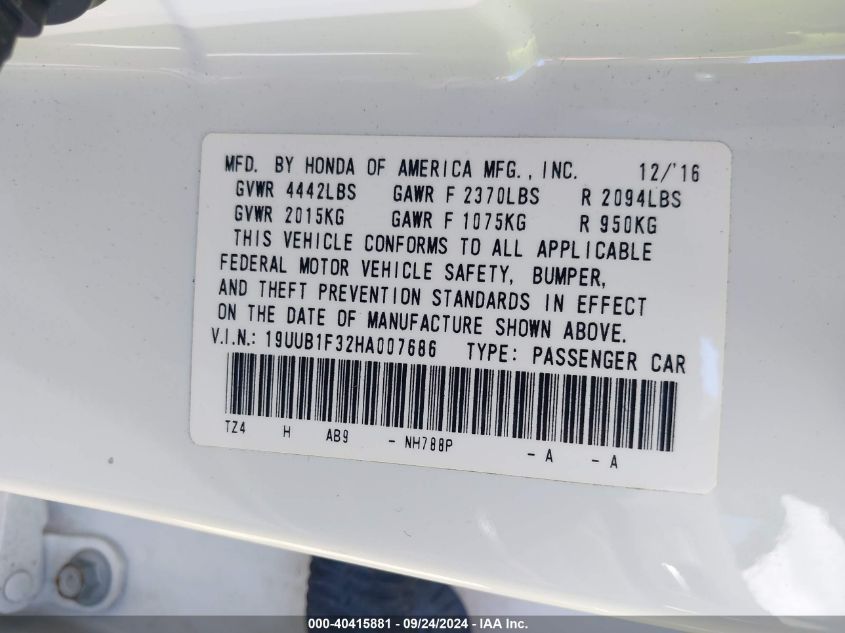 MFD. BY HONDA OF AMERICA MFG., INC. 12/'16
GVWR 4442LBS GAWR F 2370LBS R 2094LBS
GVWR 2015KG GAWR F 1075KG R 950KG
THIS VEHICLE CONFORMS TO ALL APPLICABLE
FEDERAL MOTOR VEHICLE SAFETY, BUMPER,
AND THEFT PREVENTION STANDARDS IN EFFECT
ON THE DATE OF MANUFACTURE SHOWN ABOVE.
V.I.N.: 19UUB1F32HA007686 TYPE: PASSENGER CAR
TZ4 H AB9 - NH788P - A - A
000-40415881 - 09/24/2024 - IAA Inc.